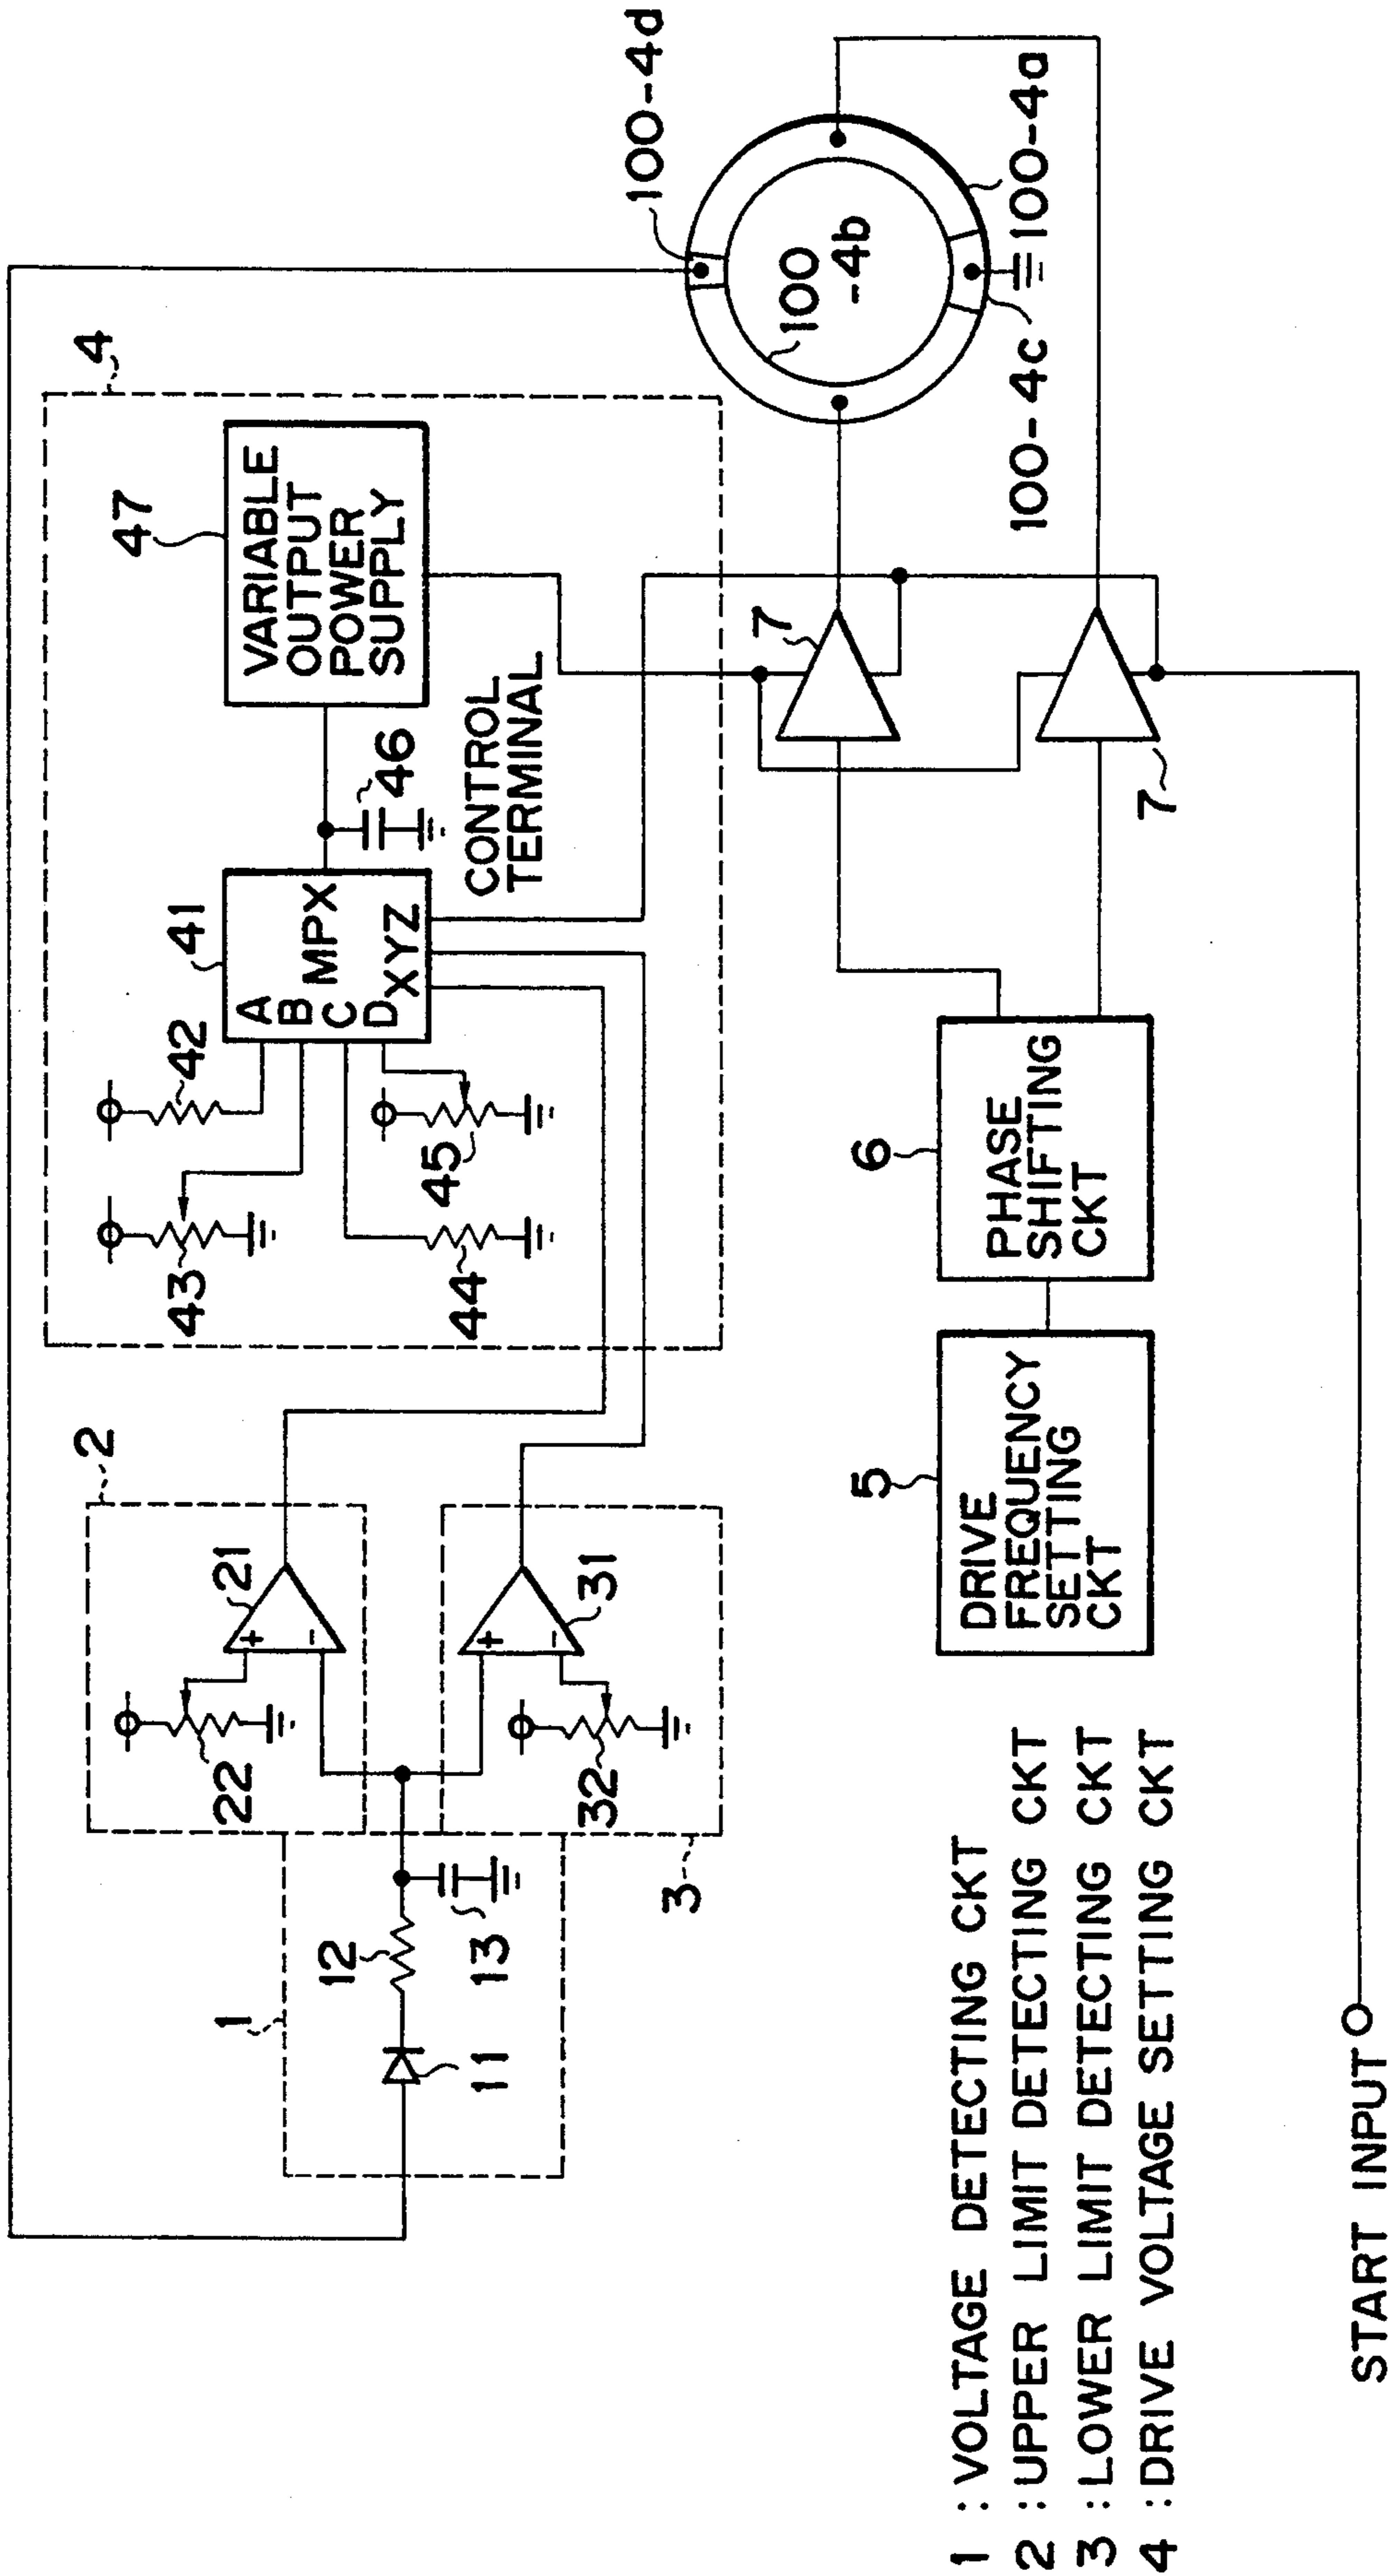 4
47
VARIABLE
OUTPUT
POWER
SUPPLY
41
A
B
C
D
MPX
XYZ
46
CONTROL
TERMINAL
42
43
44
45
2
21
+
-
22
31
+
-
32
3
1
12
13
11
100-4d
100
-4b
100-4a
100-4c
7
7
6
PHASE
SHIFTING
CKT
5
DRIVE
FREQUENCY
SETTING
CKT
1 : VOLTAGE DETECTING CKT
2 : UPPER LIMIT DETECTING CKT
3 : LOWER LIMIT DETECTING CKT
4 : DRIVE VOLTAGE SETTING CKT
START INPUT